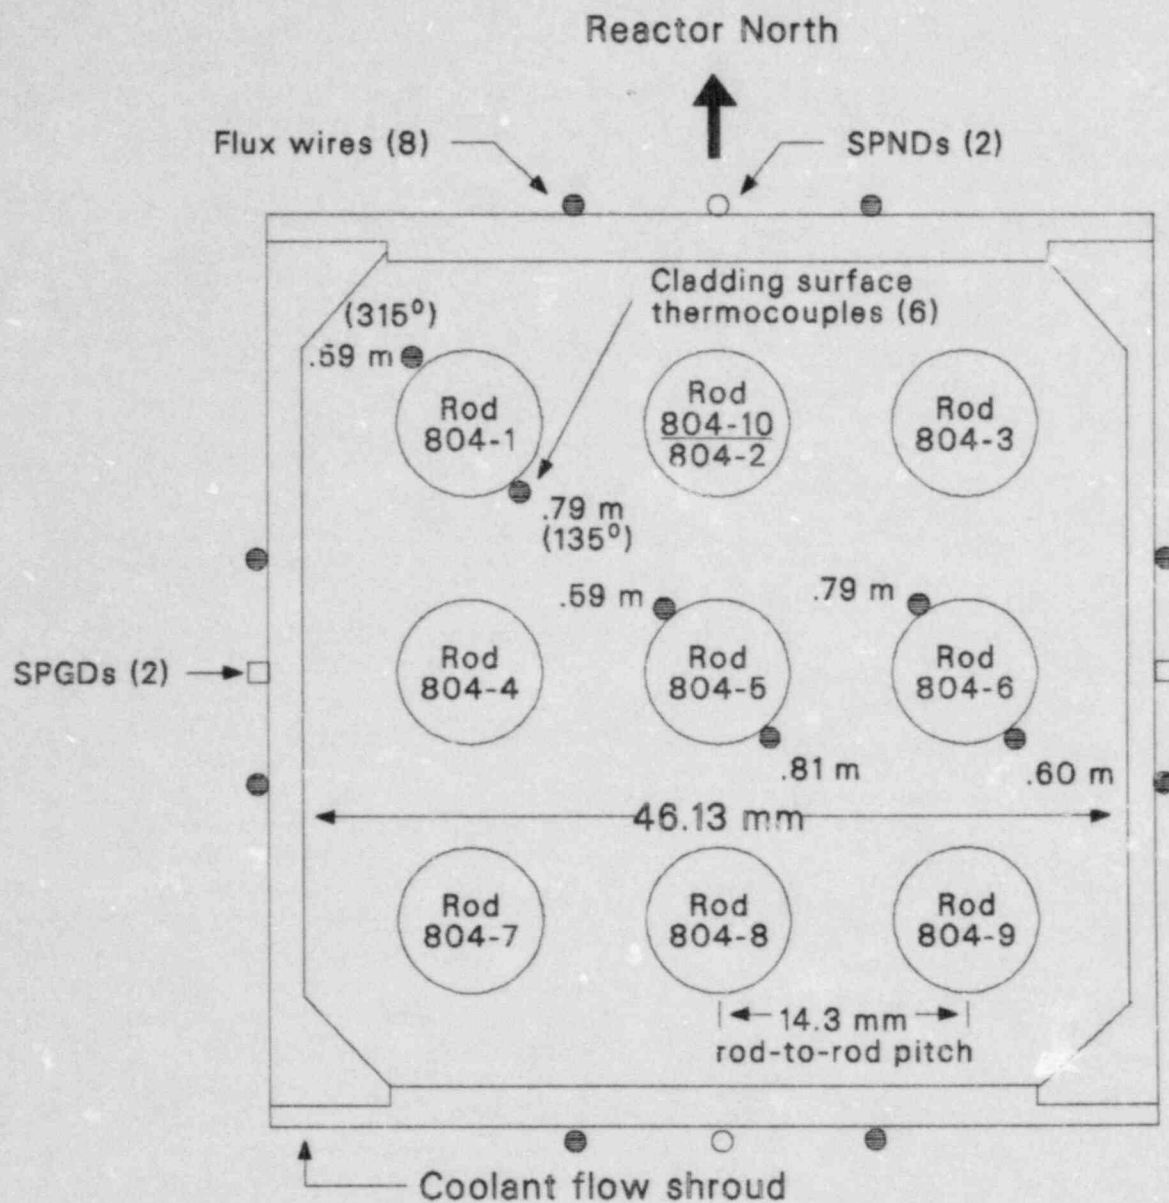 Reactor North
Flux wires (8)
SPNDs (2)
Cladding surface
thermocouples (6)
(315⁰)
.59 m
Rod
804-1
Rod
804-10
804-2
Rod
804-3
.79 m
(135⁰)
.59 m
.79 m
SPGDs (2)
Rod
804-4
Rod
804-5
Rod
804-6
.81 m
.60 m
46.13 mm
Rod
804-7
Rod
804-8
Rod
804-9
14.3 mm
rod-to-rod pitch
Coolant flow shroud